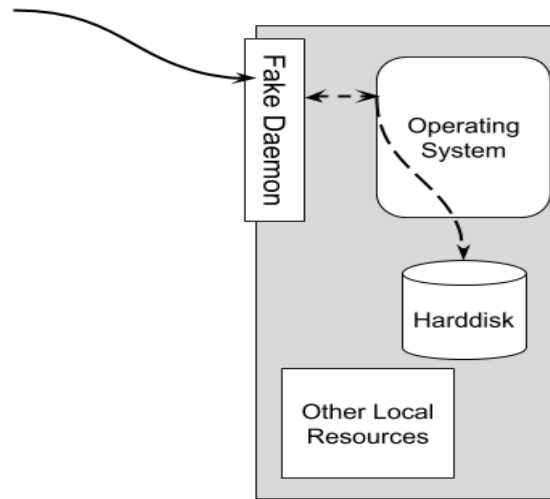 Fake Daemon
Operating
System
Harddisk
Other Local
Resources